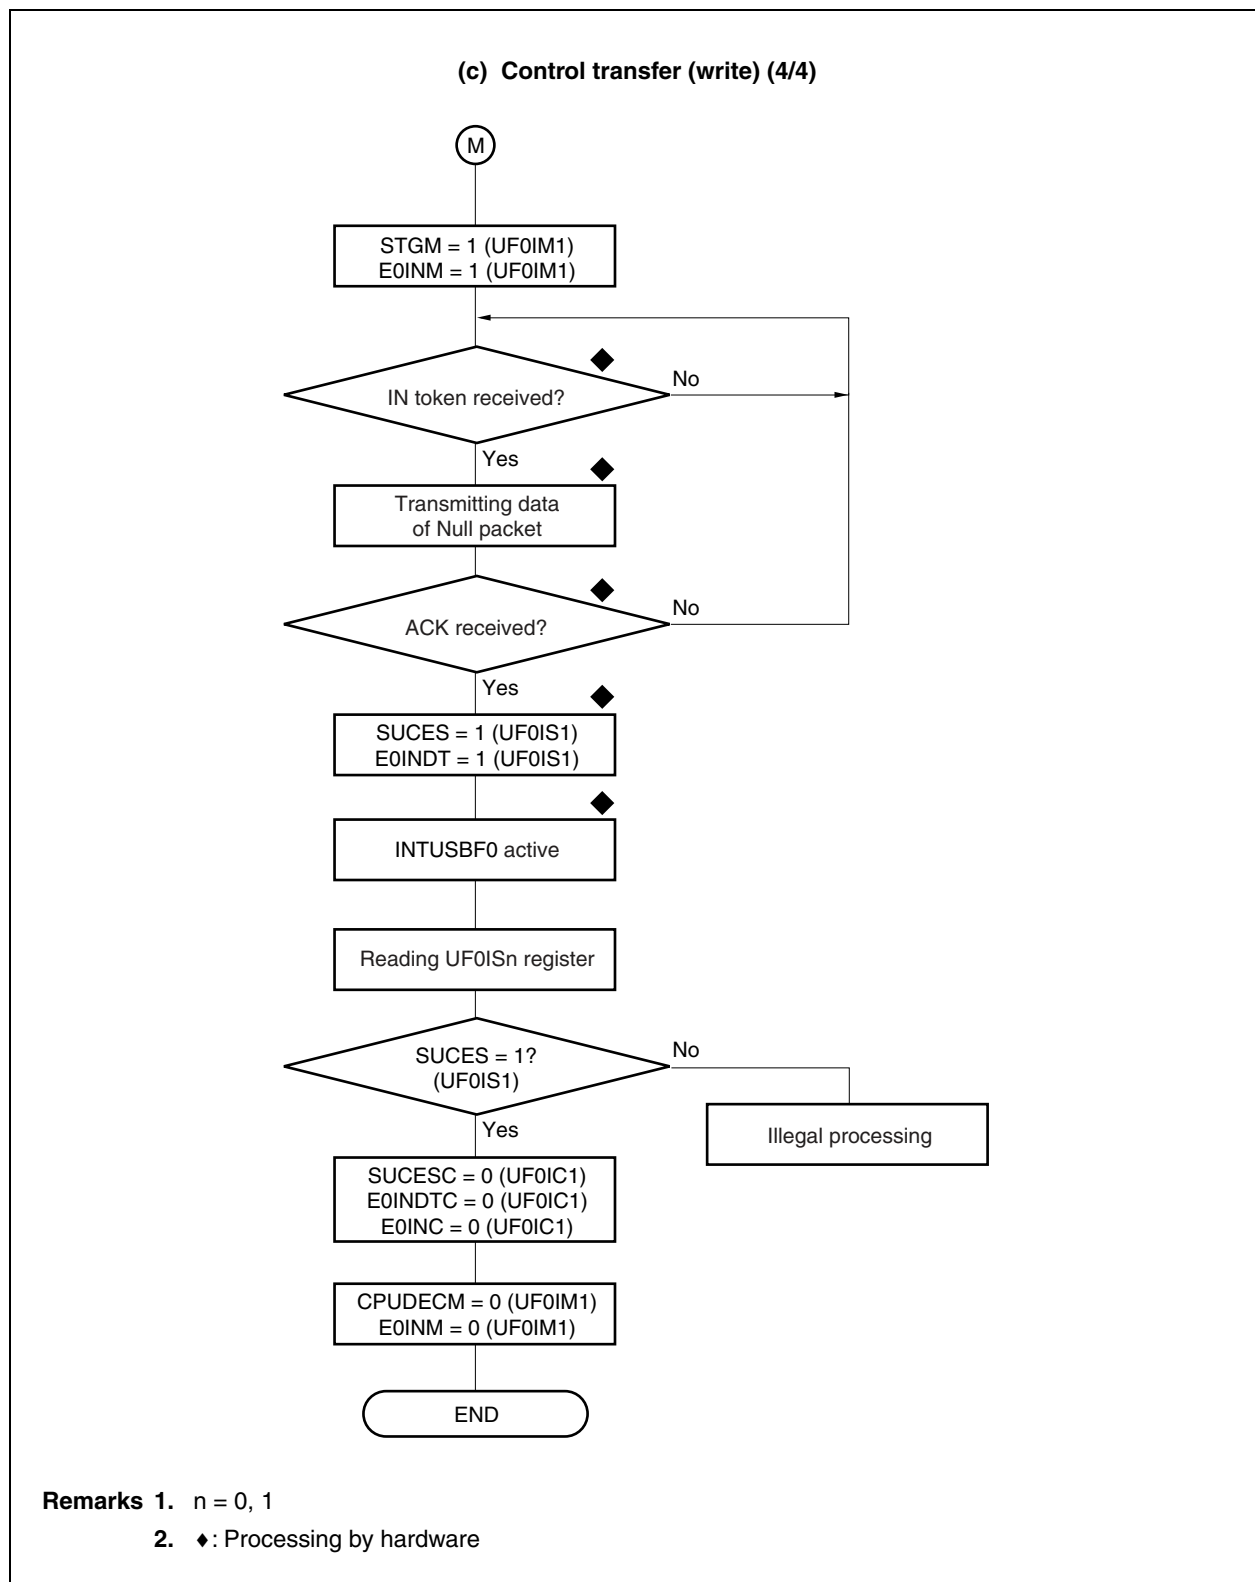 (c) Control transfer (write) (4/4)
M
STGM = 1 (UF0IM1)
E0INM = 1 (UF0IM1)
IN token received?
No
Yes
Transmitting data
of Null packet
ACK received?
No
Yes
SUCES = 1 (UF0IS1)
E0INDT = 1 (UF0IS1)
INTUSBF0 active
Reading UF0ISn register
SUCES = 1?
(UF0IS1)
No
Illegal processing
Yes
SUCESC = 0 (UF0IC1)
E0INDTC = 0 (UF0IC1)
E0INC = 0 (UF0IC1)
CPUDECM = 0 (UF0IM1)
E0INM = 0 (UF0IM1)
END
Remarks 1. n = 0, 1
2. ♦: Processing by hardware